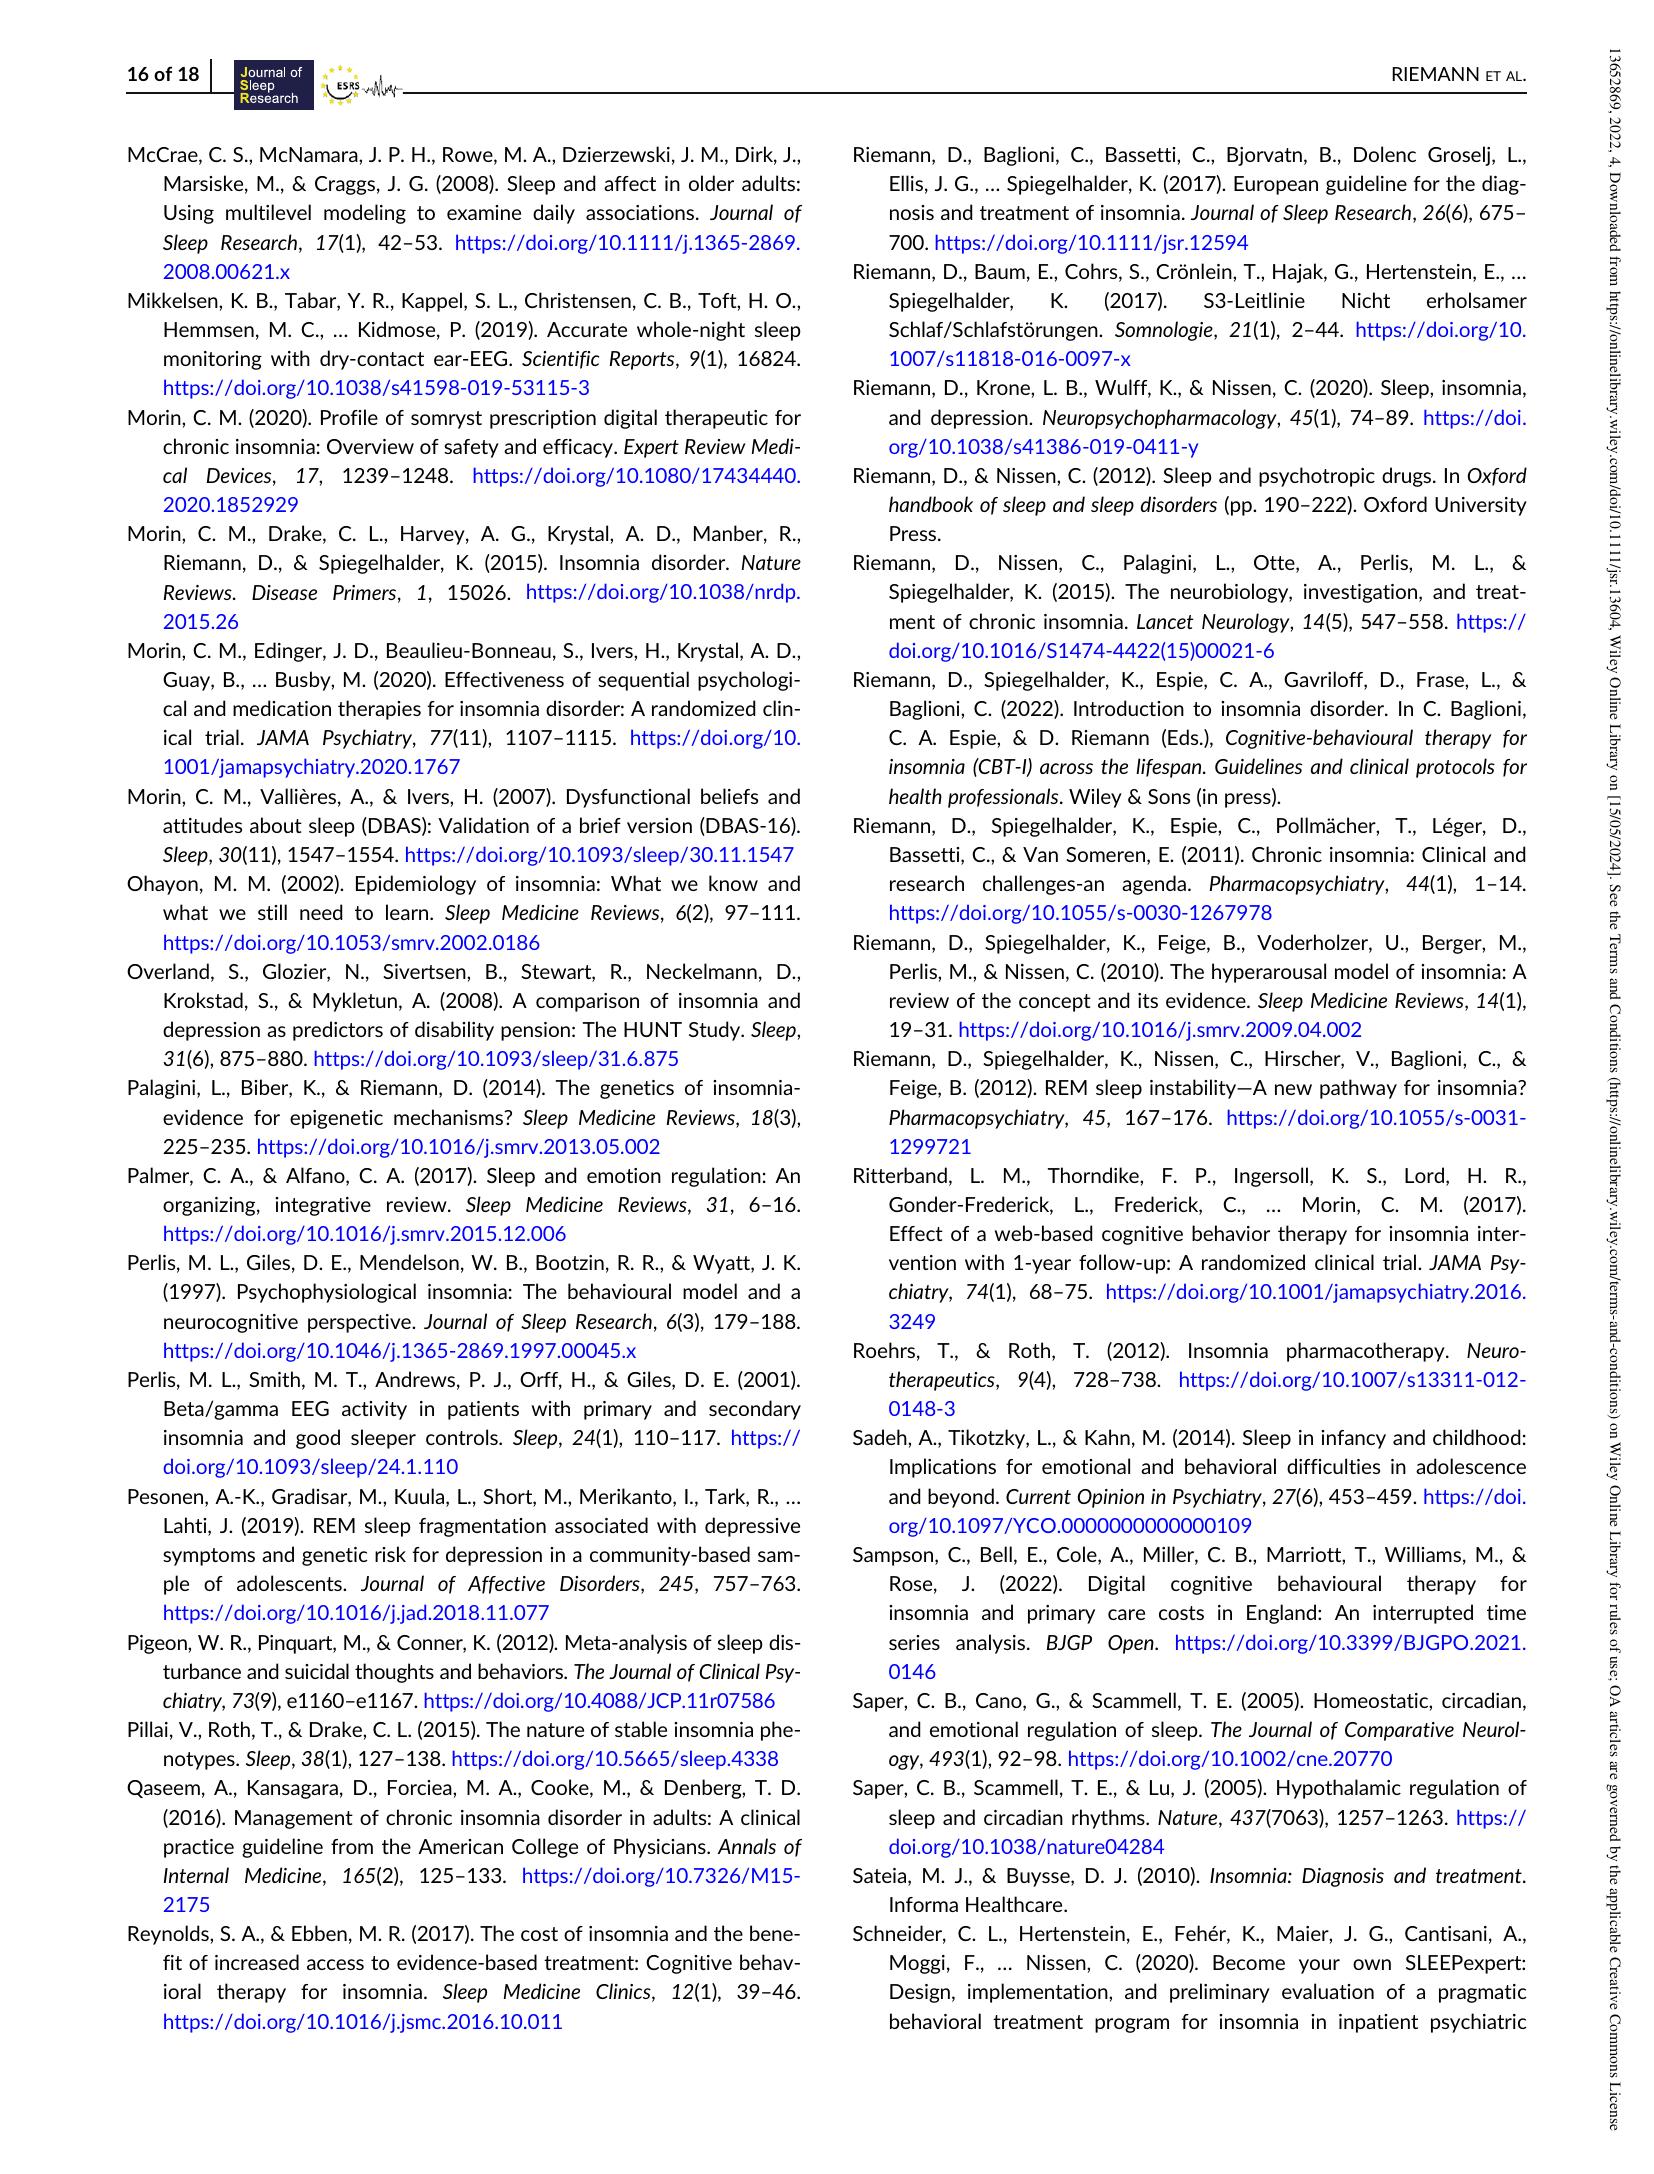 16 of 18
Journal of
Sleep
Research
ESRS
RIEMANN ET AL.
McCrae, C. S., McNamara, J. P. H., Rowe, M. A., Dzierzewski, J. M., Dirk, J.,
Marsiske, M., & Craggs, J. G. (2008). Sleep and affect in older adults:
Using multilevel modeling to examine daily associations. Journal of
Sleep Research, 17(1), 42–53. https://doi.org/10.1111/j.1365-2869.
2008.00621.x
Mikkelsen, K. B., Tabar, Y. R., Kappel, S. L., Christensen, C. B., Toft, H. O.,
Hemmsen, M. C., … Kidmose, P. (2019). Accurate whole-night sleep
monitoring with dry-contact ear-EEG. Scientific Reports, 9(1), 16824.
https://doi.org/10.1038/s41598-019-53115-3
Morin, C. M. (2020). Profile of somryst prescription digital therapeutic for
chronic insomnia: Overview of safety and efficacy. Expert Review Medi-
cal Devices, 17, 1239–1248. https://doi.org/10.1080/17434440.
2020.1852929
Morin, C. M., Drake, C. L., Harvey, A. G., Krystal, A. D., Manber, R.,
Riemann, D., & Spiegelhalder, K. (2015). Insomnia disorder. Nature
Reviews. Disease Primers, 1, 15026. https://doi.org/10.1038/nrdp.
2015.26
Morin, C. M., Edinger, J. D., Beaulieu-Bonneau, S., Ivers, H., Krystal, A. D.,
Guay, B., … Busby, M. (2020). Effectiveness of sequential psychologi-
cal and medication therapies for insomnia disorder: A randomized clin-
ical trial. JAMA Psychiatry, 77(11), 1107–1115. https://doi.org/10.
1001/jamapsychiatry.2020.1767
Morin, C. M., Vallières, A., & Ivers, H. (2007). Dysfunctional beliefs and
attitudes about sleep (DBAS): Validation of a brief version (DBAS-16).
Sleep, 30(11), 1547–1554. https://doi.org/10.1093/sleep/30.11.1547
Ohayon, M. M. (2002). Epidemiology of insomnia: What we know and
what we still need to learn. Sleep Medicine Reviews, 6(2), 97–111.
https://doi.org/10.1053/smrv.2002.0186
Overland, S., Glozier, N., Sivertsen, B., Stewart, R., Neckelmann, D.,
Krokstad, S., & Mykletun, A. (2008). A comparison of insomnia and
depression as predictors of disability pension: The HUNT Study. Sleep,
31(6), 875–880. https://doi.org/10.1093/sleep/31.6.875
Palagini, L., Biber, K., & Riemann, D. (2014). The genetics of insomnia-
evidence for epigenetic mechanisms? Sleep Medicine Reviews, 18(3),
225–235. https://doi.org/10.1016/j.smrv.2013.05.002
Palmer, C. A., & Alfano, C. A. (2017). Sleep and emotion regulation: An
organizing, integrative review. Sleep Medicine Reviews, 31, 6–16.
https://doi.org/10.1016/j.smrv.2015.12.006
Perlis, M. L., Giles, D. E., Mendelson, W. B., Bootzin, R. R., & Wyatt, J. K.
(1997). Psychophysiological insomnia: The behavioural model and a
neurocognitive perspective. Journal of Sleep Research, 6(3), 179–188.
https://doi.org/10.1046/j.1365-2869.1997.00045.x
Perlis, M. L., Smith, M. T., Andrews, P. J., Orff, H., & Giles, D. E. (2001).
Beta/gamma EEG activity in patients with primary and secondary
insomnia and good sleeper controls. Sleep, 24(1), 110–117. https://
doi.org/10.1093/sleep/24.1.110
Pesonen, A.-K., Gradisar, M., Kuula, L., Short, M., Merikanto, I., Tark, R., …
Lahti, J. (2019). REM sleep fragmentation associated with depressive
symptoms and genetic risk for depression in a community-based sam-
ple of adolescents. Journal of Affective Disorders, 245, 757–763.
https://doi.org/10.1016/j.jad.2018.11.077
Pigeon, W. R., Pinquart, M., & Conner, K. (2012). Meta-analysis of sleep dis-
turbance and suicidal thoughts and behaviors. The Journal of Clinical Psy-
chiatry, 73(9), e1160–e1167. https://doi.org/10.4088/JCP.11r07586
Pillai, V., Roth, T., & Drake, C. L. (2015). The nature of stable insomnia phe-
notypes. Sleep, 38(1), 127–138. https://doi.org/10.5665/sleep.4338
Qaseem, A., Kansagara, D., Forciea, M. A., Cooke, M., & Denberg, T. D.
(2016). Management of chronic insomnia disorder in adults: A clinical
practice guideline from the American College of Physicians. Annals of
Internal Medicine, 165(2), 125–133. https://doi.org/10.7326/M15-
2175
Reynolds, S. A., & Ebben, M. R. (2017). The cost of insomnia and the bene-
fit of increased access to evidence-based treatment: Cognitive behav-
ioral therapy for insomnia. Sleep Medicine Clinics, 12(1), 39–46.
https://doi.org/10.1016/j.jsmc.2016.10.011
Riemann, D., Baglioni, C., Bassetti, C., Bjorvatn, B., Dolenc Groselj, L.,
Ellis, J. G., … Spiegelhalder, K. (2017). European guideline for the diag-
nosis and treatment of insomnia. Journal of Sleep Research, 26(6), 675–
700. https://doi.org/10.1111/jsr.12594
Riemann, D., Baum, E., Cohrs, S., Crönlein, T., Hajak, G., Hertenstein, E., …
Spiegelhalder, K. (2017). S3-Leitlinie Nicht erholsamer
Schlaf/Schlafstörungen. Somnologie, 21(1), 2–44. https://doi.org/10.
1007/s11818-016-0097-x
Riemann, D., Krone, L. B., Wulff, K., & Nissen, C. (2020). Sleep, insomnia,
and depression. Neuropsychopharmacology, 45(1), 74–89. https://doi.
org/10.1038/s41386-019-0411-y
Riemann, D., & Nissen, C. (2012). Sleep and psychotropic drugs. In Oxford
handbook of sleep and sleep disorders (pp. 190–222). Oxford University
Press.
Riemann, D., Nissen, C., Palagini, L., Otte, A., Perlis, M. L., &
Spiegelhalder, K. (2015). The neurobiology, investigation, and treat-
ment of chronic insomnia. Lancet Neurology, 14(5), 547–558. https://
doi.org/10.1016/S1474-4422(15)00021-6
Riemann, D., Spiegelhalder, K., Espie, C. A., Gavriloff, D., Frase, L., &
Baglioni, C. (2022). Introduction to insomnia disorder. In C. Baglioni,
C. A. Espie, & D. Riemann (Eds.), Cognitive-behavioural therapy for
insomnia (CBT-I) across the lifespan. Guidelines and clinical protocols for
health professionals. Wiley & Sons (in press).
Riemann, D., Spiegelhalder, K., Espie, C., Pollmächer, T., Léger, D.,
Bassetti, C., & Van Someren, E. (2011). Chronic insomnia: Clinical and
research challenges-an agenda. Pharmacopsychiatry, 44(1), 1–14.
https://doi.org/10.1055/s-0030-1267978
Riemann, D., Spiegelhalder, K., Feige, B., Voderholzer, U., Berger, M.,
Perlis, M., & Nissen, C. (2010). The hyperarousal model of insomnia: A
review of the concept and its evidence. Sleep Medicine Reviews, 14(1),
19–31. https://doi.org/10.1016/j.smrv.2009.04.002
Riemann, D., Spiegelhalder, K., Nissen, C., Hirscher, V., Baglioni, C., &
Feige, B. (2012). REM sleep instability—A new pathway for insomnia?
Pharmacopsychiatry, 45, 167–176. https://doi.org/10.1055/s-0031-
1299721
Ritterband, L. M., Thorndike, F. P., Ingersoll, K. S., Lord, H. R.,
Gonder-Frederick, L., Frederick, C., … Morin, C. M. (2017).
Effect of a web-based cognitive behavior therapy for insomnia inter-
vention with 1-year follow-up: A randomized clinical trial. JAMA Psy-
chiatry, 74(1), 68–75. https://doi.org/10.1001/jamapsychiatry.2016.
3249
Roehrs, T., & Roth, T. (2012). Insomnia pharmacotherapy. Neuro-
therapeutics, 9(4), 728–738. https://doi.org/10.1007/s13311-012-
0148-3
Sadeh, A., Tikotzky, L., & Kahn, M. (2014). Sleep in infancy and childhood:
Implications for emotional and behavioral difficulties in adolescence
and beyond. Current Opinion in Psychiatry, 27(6), 453–459. https://doi.
org/10.1097/YCO.0000000000000109
Sampson, C., Bell, E., Cole, A., Miller, C. B., Marriott, T., Williams, M., &
Rose, J. (2022). Digital cognitive behavioural therapy for
insomnia and primary care costs in England: An interrupted time
series analysis. BJGP Open. https://doi.org/10.3399/BJGPO.2021.
0146
Saper, C. B., Cano, G., & Scammell, T. E. (2005). Homeostatic, circadian,
and emotional regulation of sleep. The Journal of Comparative Neurol-
ogy, 493(1), 92–98. https://doi.org/10.1002/cne.20770
Saper, C. B., Scammell, T. E., & Lu, J. (2005). Hypothalamic regulation of
sleep and circadian rhythms. Nature, 437(7063), 1257–1263. https://
doi.org/10.1038/nature04284
Sateia, M. J., & Buysse, D. J. (2010). Insomnia: Diagnosis and treatment.
Informa Healthcare.
Schneider, C. L., Hertenstein, E., Fehér, K., Maier, J. G., Cantisani, A.,
Moggi, F., … Nissen, C. (2020). Become your own SLEEPexpert:
Design, implementation, and preliminary evaluation of a pragmatic
behavioral treatment program for insomnia in inpatient psychiatric
13652869, 2022, 4, Downloaded from https://onlinelibrary.wiley.com/doi/10.1111/jsr.13604, Wiley Online Library on [15/05/2024]. See the Terms and Conditions (https://onlinelibrary.wiley.com/terms-and-conditions) on Wiley Online Library for rules of use; OA articles are governed by the applicable Creative Commons License